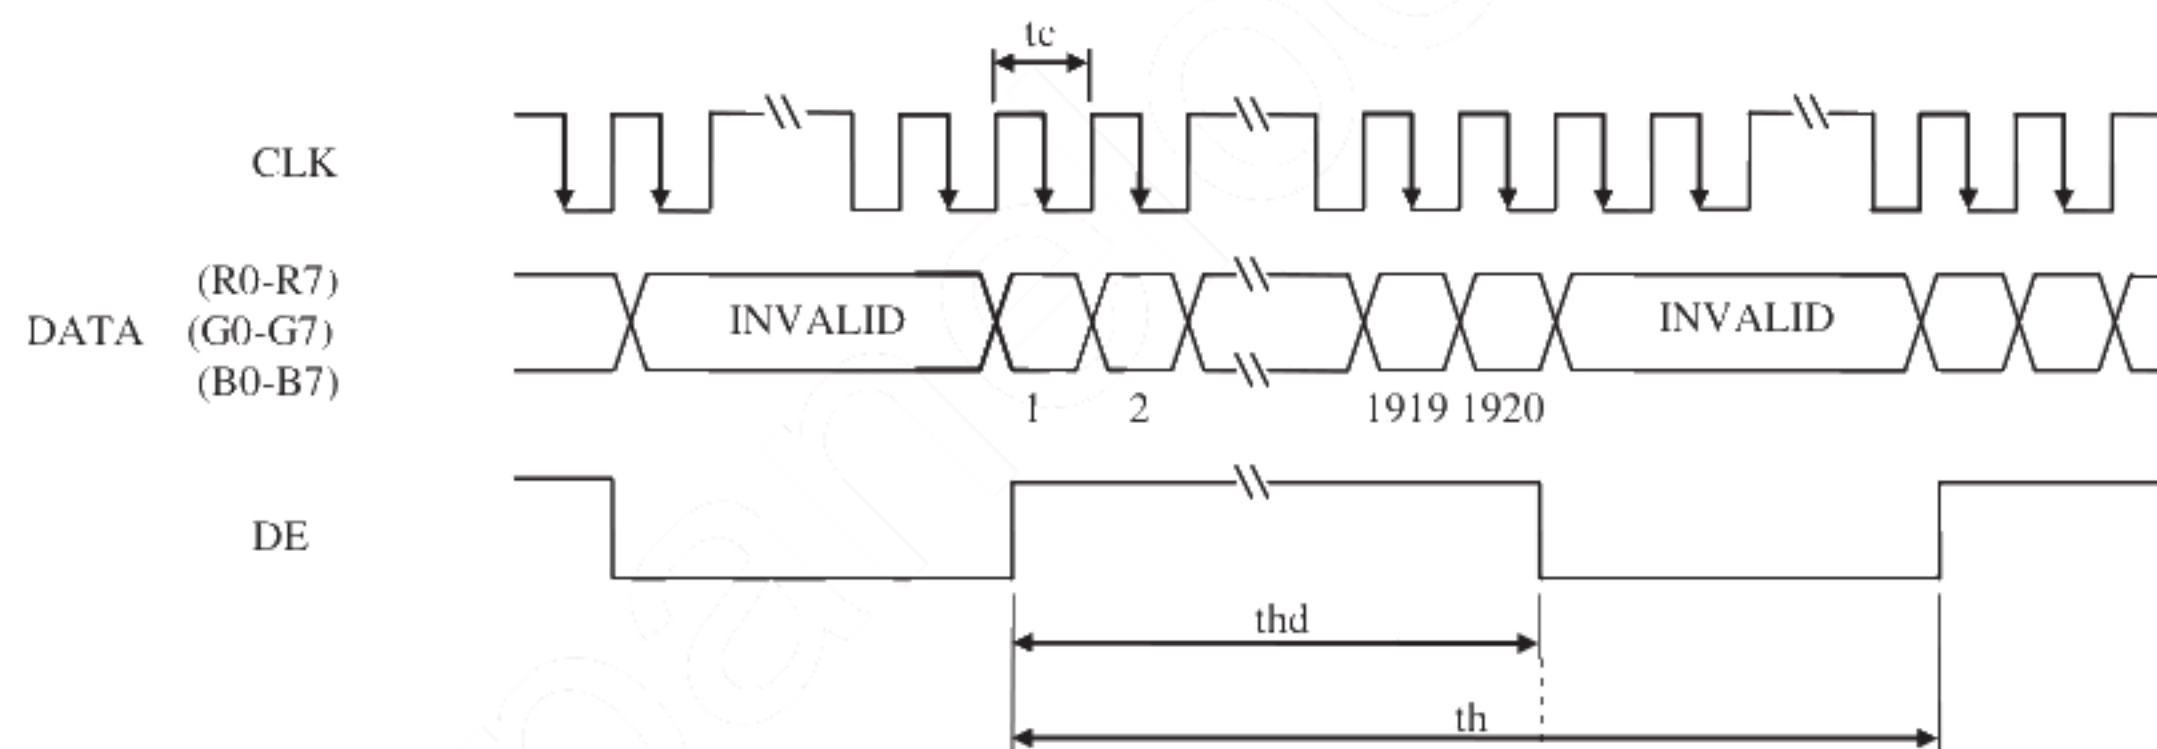 tc
CLK
(R0-R7)
DATA (G0-G7)
(B0-B7)
INVALID
INVALID
1 2 1919 1920
DE
thd
th